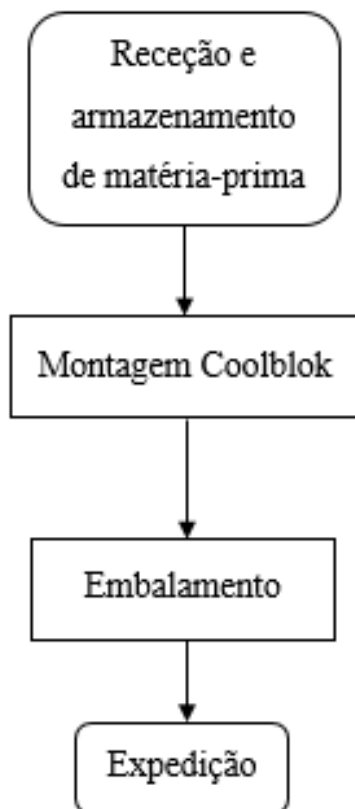 Receção e
armazenamento
de matéria-prima
Montagem Coolblok
Embalamento
Expedição